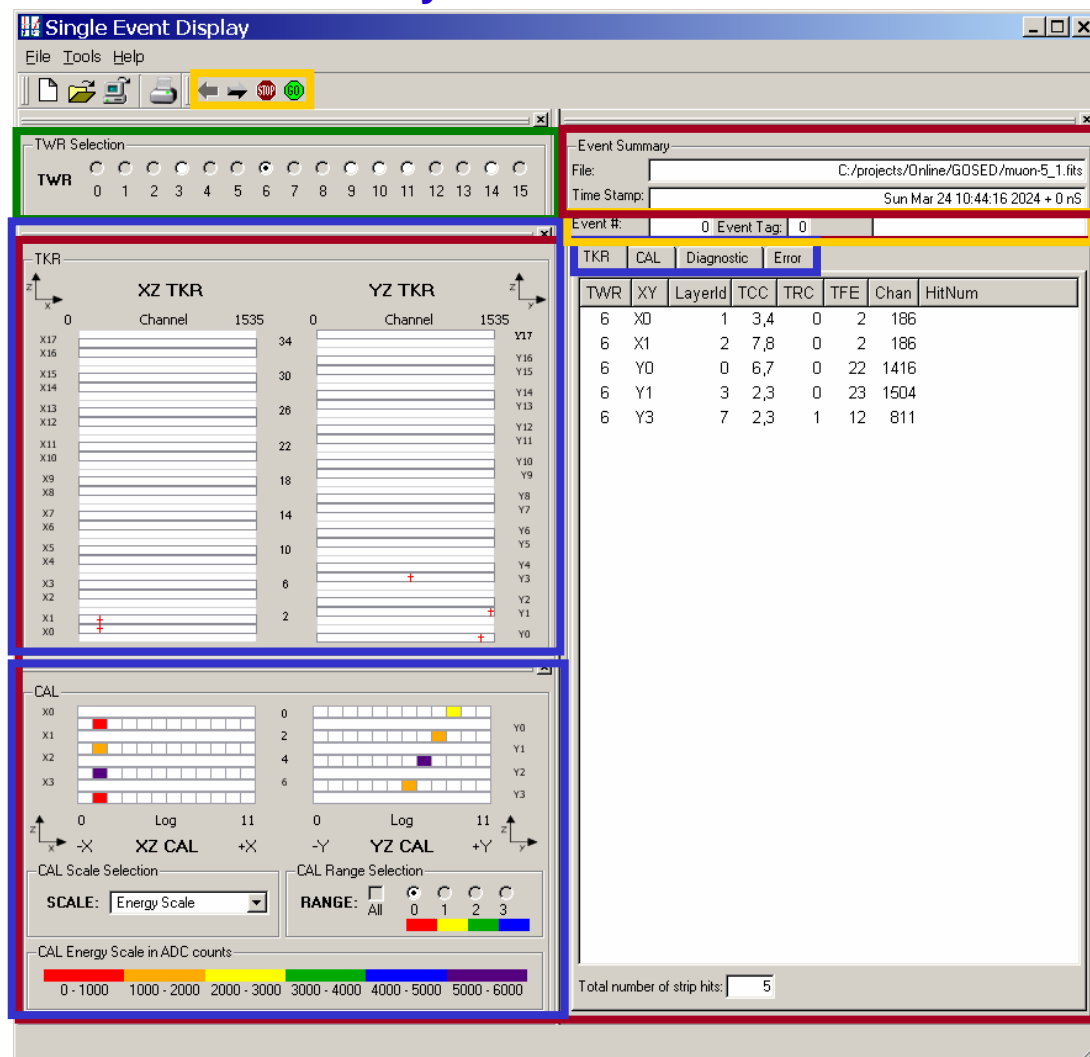 Single Event Display
File Tools Help
STOP GO
TWR Selection
TWR
0 1 2 3 4 5 6 7 8 9 10 11 12 13 14 15
Event Summary
File: C:/projects/Online/GOSED/muon-5_1.fits
Time Stamp: Sun Mar 24 10:44:16 2024 + 0 nS
Event #: 0 Event Tag: 0
TKR
z x XZ TKR YZ TKR z y
0 Channel 1535 0 Channel 1535
X17 34 Y17
X16 Y16
X15 30 Y15
X14 Y14
X13 26 Y13
X12 Y12
X11 22 Y11
X10 Y10
X9 18 Y9
X8 Y8
X7 14 Y7
X6 Y6
X5 10 Y5
X4 Y4
X3 6 Y3
X2 Y2
X1 2 Y1
X0 Y0
CAL
X0 0 Y0
X1 2 Y1
X2 4 Y2
X3 6 Y3
0 Log 11 0 Log 11
z x -X XZ CAL +X -Y YZ CAL +Y z y
CAL Scale Selection
SCALE: Energy Scale
CAL Range Selection
RANGE: All 0 1 2 3
CAL Energy Scale in ADC counts
0 - 1000 1000 - 2000 2000 - 3000 3000 - 4000 4000 - 5000 5000 - 6000
TKR CAL Diagnostic Error
TWR XY LayerId TCC TRC TFE Chan HitNum
6 X0 1 3,4 0 2 186
6 X1 2 7,8 0 2 186
6 Y0 0 6,7 0 22 1416
6 Y1 3 2,3 0 23 1504
6 Y3 7 2,3 1 12 811
Total number of strip hits: 5